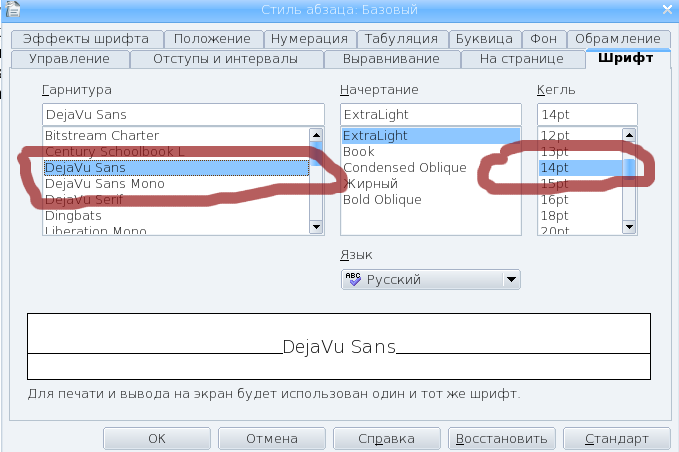 Стиль абзаца: Базовый
Эффекты шрифта Положение Нумерация Табуляция Буквица Фон Обрамление
Управление Отступы и интервалы Выравнивание На странице Шрифт
Гарнитура Начертание Кегль
DejaVu Sans ExtraLight 14pt
Bitstream Charter ExtraLight 12pt
Century Schoolbook L Book 13pt
DejaVu Sans Condensed Oblique 14pt
DejaVu Sans Mono Жирный 15pt
DejaVu Serif Bold Oblique 16pt
Dingbats 18pt
Liberation Mono 20pt
Язык
ABC Русский
DejaVu Sans
Для печати и вывода на экран будет использован один и тот же шрифт.
OK Отмена Справка Восстановить Стандарт